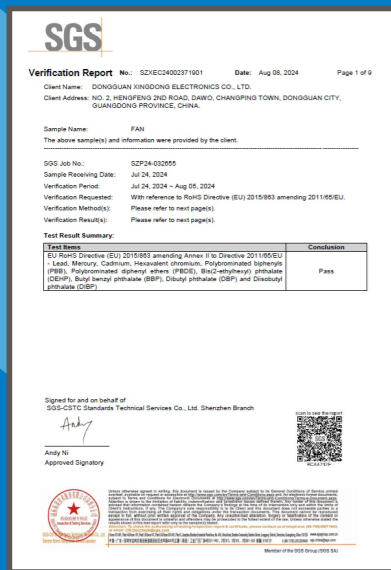 SGS
Verification Report No.: SZXEC24002371901 Date: Aug 08, 2024 Page 1 of 9
Client Name: DONGGUAN XINGDONG ELECTRONICS CO., LTD.
Client Address: NO. 2, HENGFENG 2ND ROAD, DAWO, CHANGPING TOWN, DONGGUAN CITY,
GUANGDONG PROVINCE, CHINA.
Sample Name: FAN
The above sample(s) and information were provided by the client.
SGS Job No.: SZP24-032655
Sample Receiving Date: Jul 24, 2024
Verification Period: Jul 24, 2024 ~ Aug 05, 2024
Verification Requested: With reference to RoHS Directive (EU) 2015/863 amending 2011/65/EU.
Verification Method(s): Please refer to next page(s).
Verification Result(s): Please refer to next page(s).
Test Result Summary:
Test Items Conclusion
EU RoHS Directive (EU) 2015/863 amending Annex II to Directive 2011/65/EU
- Lead, Mercury, Cadmium, Hexavalent chromium, Polybrominated biphenyls
(PBB), Polybrominated diphenyl ethers (PBDE), Bis(2-ethylhexyl) phthalate
(DEHP), Butyl benzyl phthalate (BBP), Dibutyl phthalate (DBP) and Diisobutyl
phthalate (DIBP)
Pass
Signed for and on behalf of
SGS-CSTC Standards Technical Services Co., Ltd. Shenzhen Branch
scan to see the report
Andy
Andy Ni
Approved Signatory
Member of the SGS Group (SGS SA)